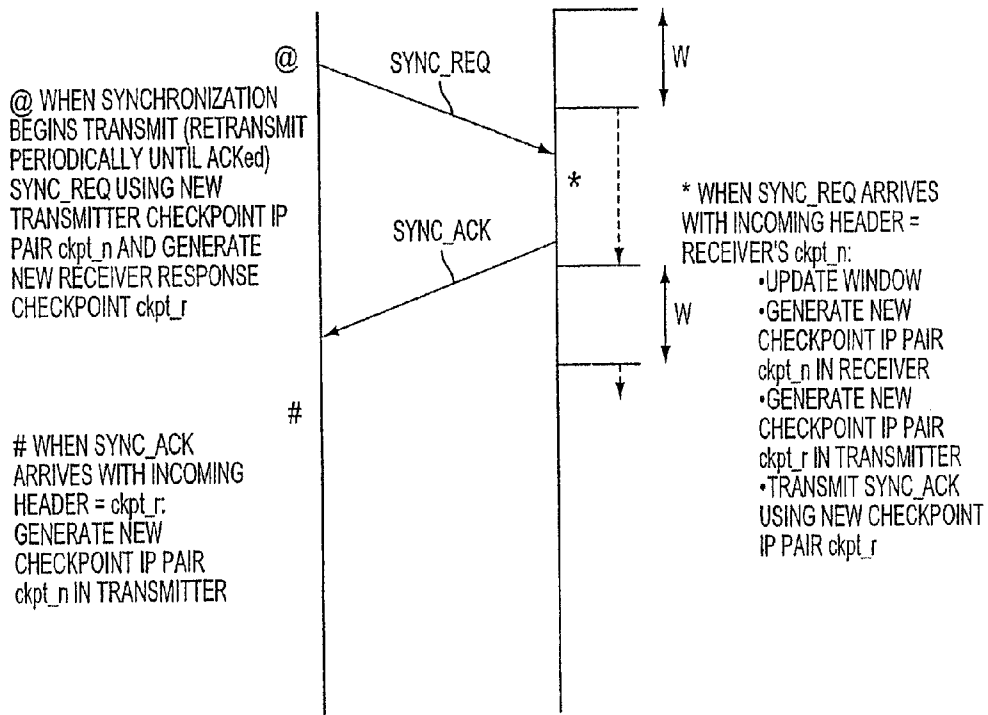 @
@ WHEN SYNCHRONIZATION
BEGINS TRANSMIT (RETRANSMIT
PERIODICALLY UNTIL ACKed)
SYNC_REQ USING NEW
TRANSMITTER CHECKPOINT IP
PAIR ckpt_n AND GENERATE
NEW RECEIVER RESPONSE
CHECKPOINT ckpt_r
SYNC_REQ
W
*
SYNC_ACK
W
* WHEN SYNC_REQ ARRIVES
WITH INCOMING HEADER =
RECEIVER'S ckpt_n:
•UPDATE WINDOW
•GENERATE NEW
CHECKPOINT IP PAIR
ckpt_n IN RECEIVER
•GENERATE NEW
CHECKPOINT IP PAIR
ckpt_r IN TRANSMITTER
•TRANSMIT SYNC_ACK
USING NEW CHECKPOINT
IP PAIR ckpt_r
#
# WHEN SYNC_ACK
ARRIVES WITH INCOMING
HEADER = ckpt_r:
GENERATE NEW
CHECKPOINT IP PAIR
ckpt_n IN TRANSMITTER